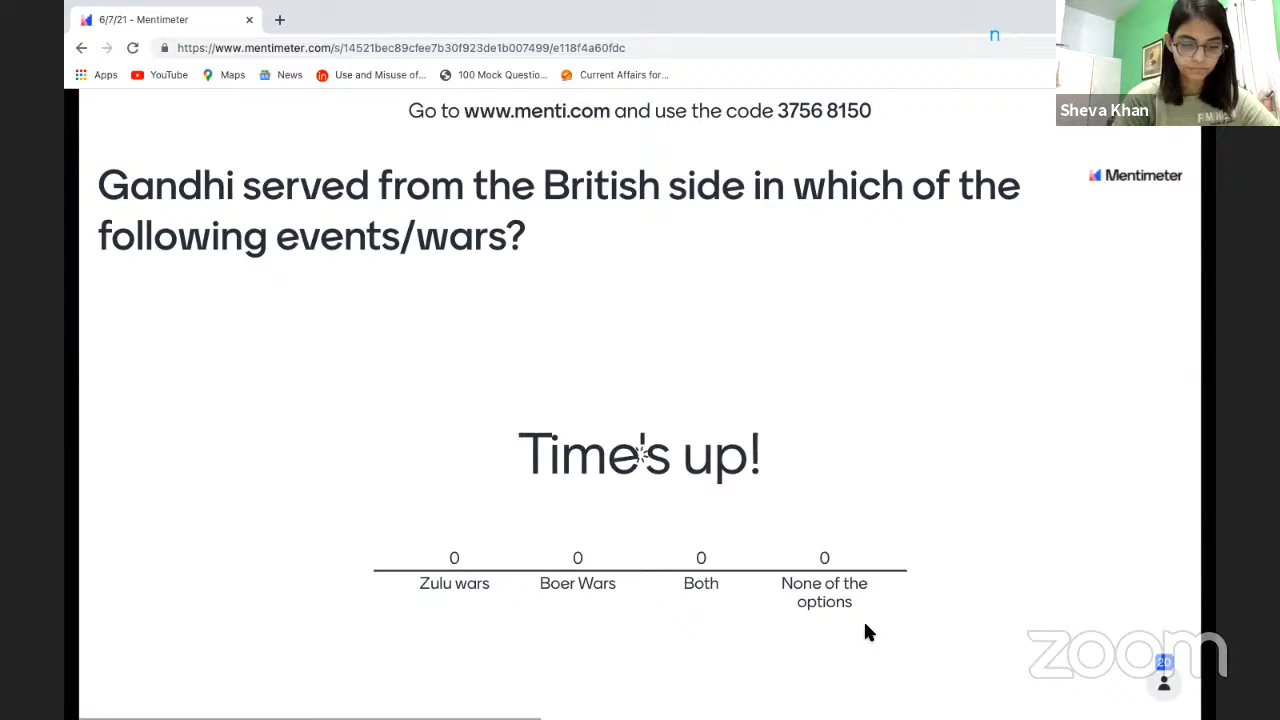 6/7/21 - Mentimeter
https://www.mentimeter.com/s/14521bec89cfee7b30f923de1b007499/e118f4a60fdc
Apps YouTube Maps News Use and Misuse of... 100 Mock Questio... Current Affairs for...
n
Sheva Khan
Go to www.menti.com and use the code 3756 8150
Mentimeter
Gandhi served from the British side in which of the
following events/wars?
Time's up!
0 0 0 0
Zulu wars Boer Wars Both None of the
options
zoom
20